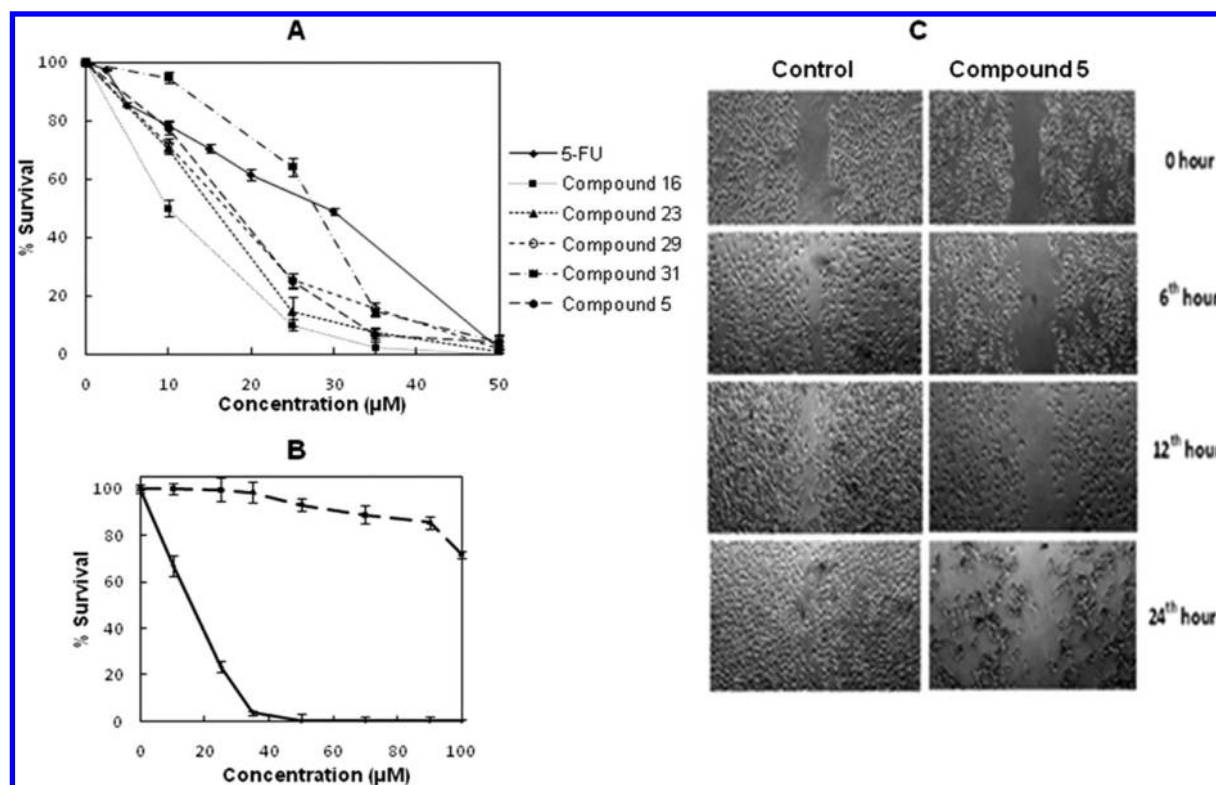 A
100
80
60
40
20
0
% Survival
0 10 20 30 40 50
Concentration (µM)
5-FU
Compound 16
Compound 23
Compound 29
Compound 31
Compound 5
B
100
80
60
40
20
0
% Survival
0 20 40 60 80 100
Concentration (µM)
C
Control Compound 5
0 hour
6th hour
12th hour
24th hour